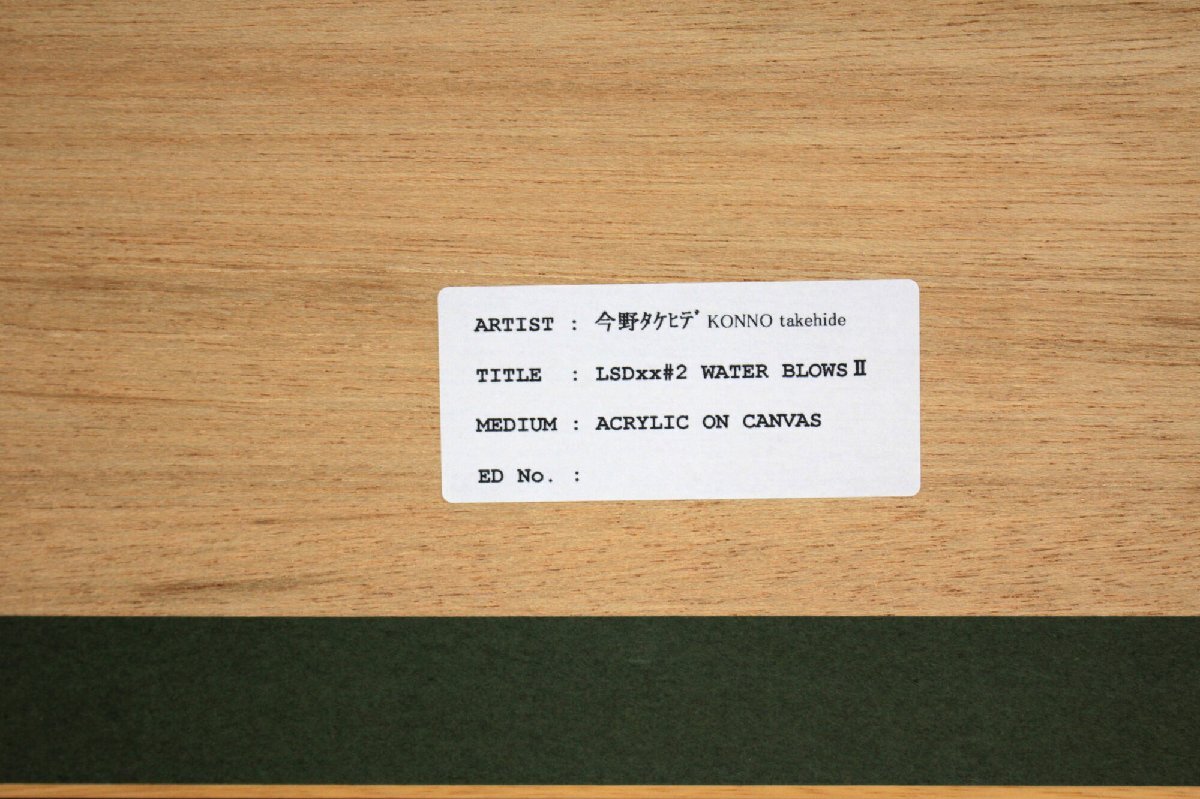 ARTIST : 今野タケヒデ KONNO takehide
TITLE : LSDxx#2 WATER BLOWSⅡ
MEDIUM : ACRYLIC ON CANVAS
ED No. :